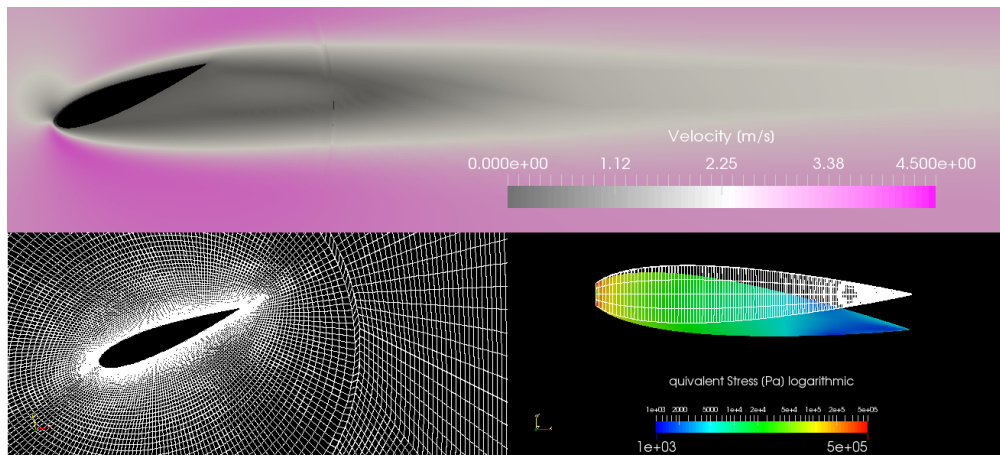 Velocity [m/s]
0.000e+00 1.12 2.25 3.38 4.500e+00
quivalent Stress [Pa] logarithmic
1e+03 2000 5000 1e+4 2e+4 5e+4 1e+5 2e+5 5e+05
1e+03 5e+05